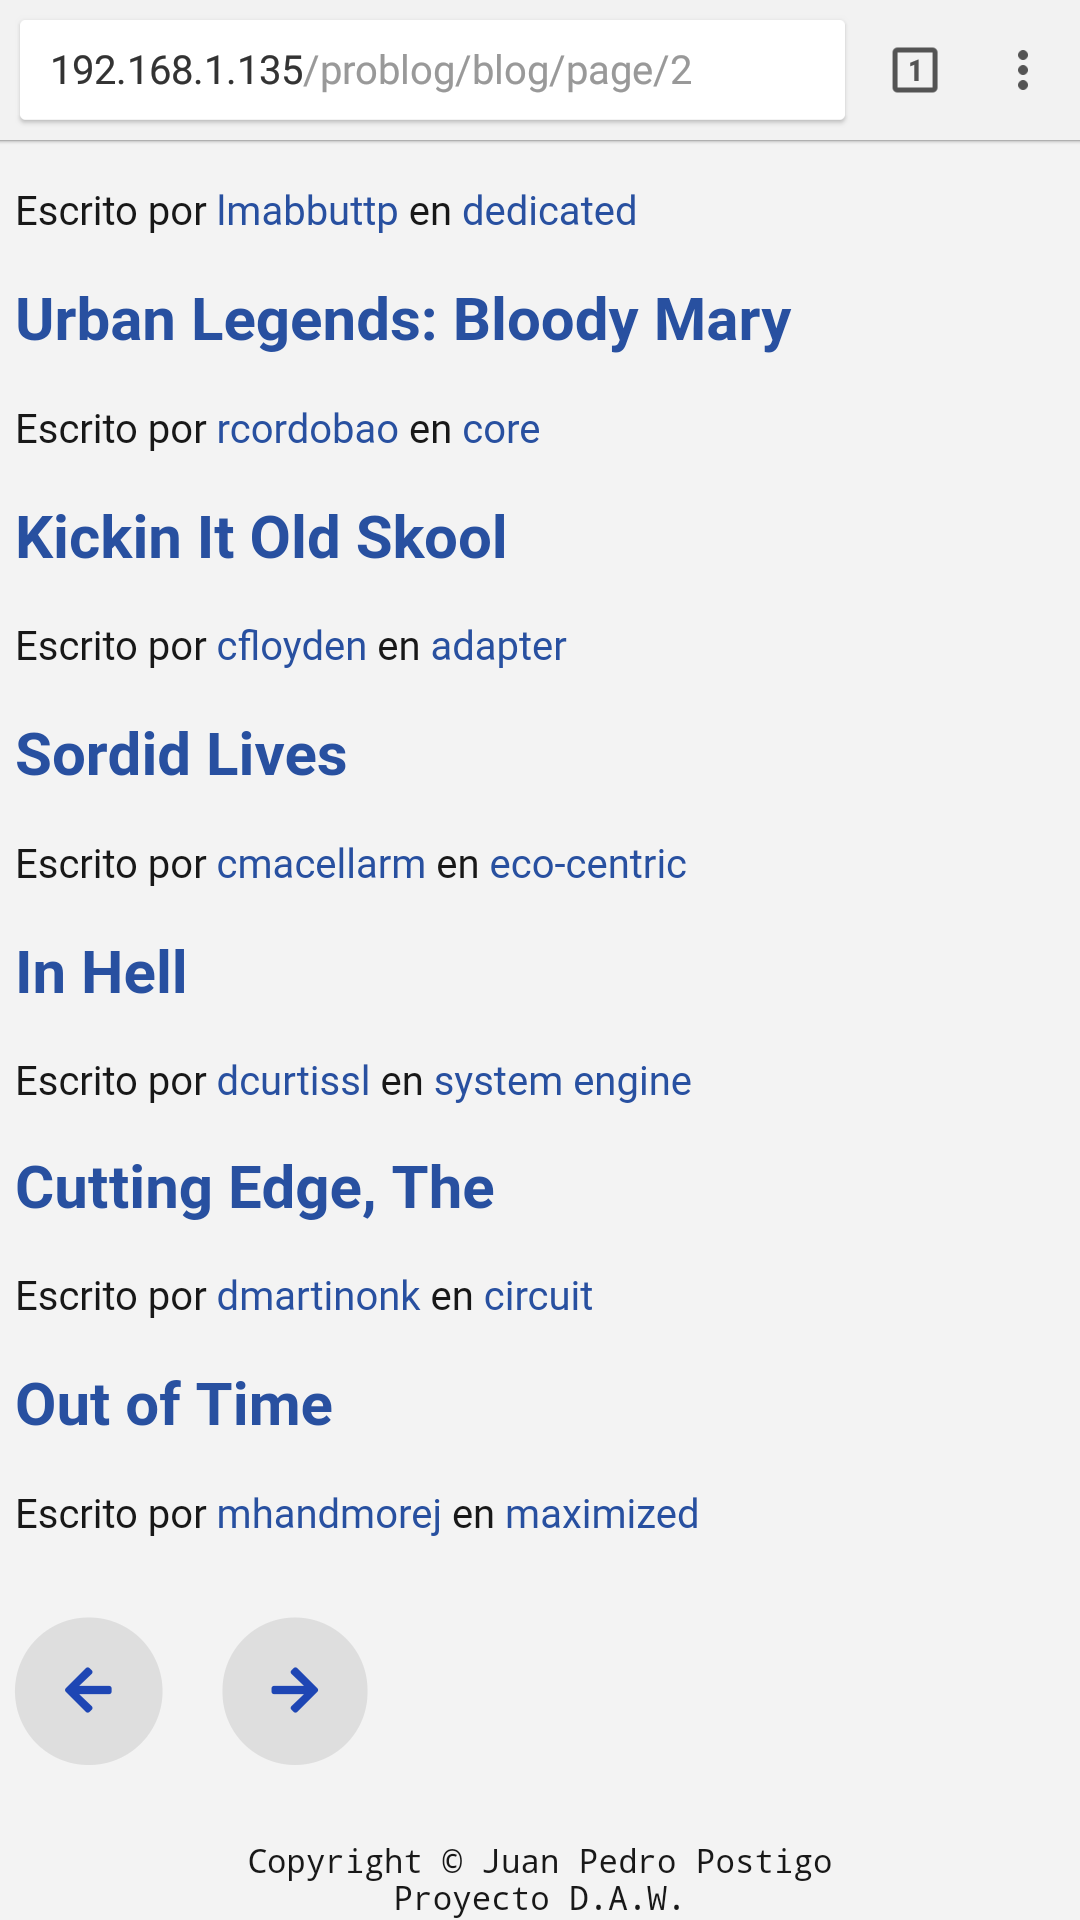 192.168.1.135/problog/blog/page/2
1
Escrito por lmabbuttp en dedicated
Urban Legends: Bloody Mary
Escrito por rcordobao en core
Kickin It Old Skool
Escrito por cfloyden en adapter
Sordid Lives
Escrito por cmacellarm en eco-centric
In Hell
Escrito por dcurtissl en system engine
Cutting Edge, The
Escrito por dmartinonk en circuit
Out of Time
Escrito por mhandmorej en maximized
Copyright © Juan Pedro Postigo
Proyecto D.A.W.